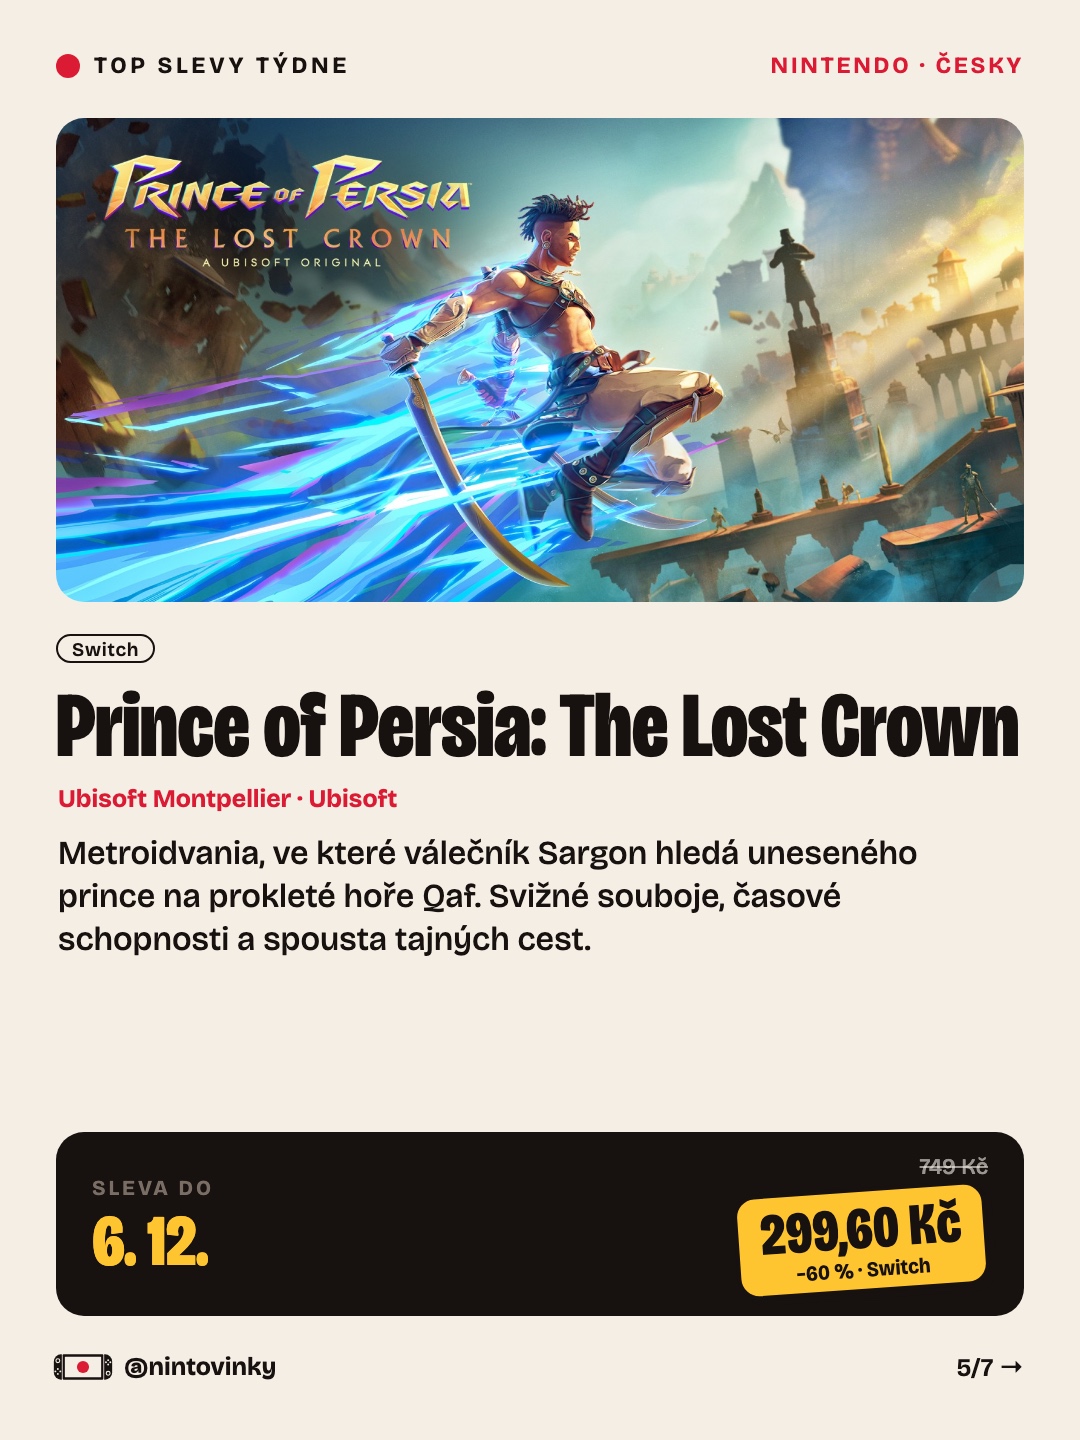 TOP SLEVY TÝDNE
NINTENDO · ČESKY
PRINCE OF PERSIA
THE LOST CROWN
A UBISOFT ORIGINAL
Switch
Prince of Persia: The Lost Crown
Ubisoft Montpellier · Ubisoft
Metroidvania, ve které válečník Sargon hledá uneseného
prince na prokleté hoře Qaf. Svižné souboje, časové
schopnosti a spousta tajných cest.
SLEVA DO
6. 12.
749 Kč
299,60 Kč
−60 % · Switch
@nintovinky
5/7 →